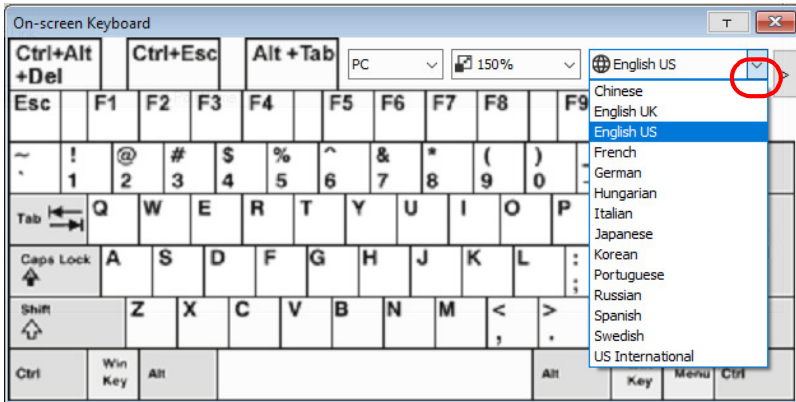 On-screen Keyboard T
Ctrl+Alt +Del Ctrl+Esc Alt +Tab PC 150% English US >
Chinese
English UK
English US
French
German
Hungarian
Italian
Japanese
Korean
Portuguese
Russian
Spanish
Swedish
US International
Esc F1 F2 F3 F4 F5 F6 F7 F8 F9
~ ! @ # $ % ^ & * ( ) _
` 1 2 3 4 5 6 7 8 9 0
Tab Q W E R T Y U I O P
Caps Lock A S D F G H J K L : ;
Shift Z X C V B N M < , > .
Ctrl Win Key Alt Alt Key Menu Ctrl